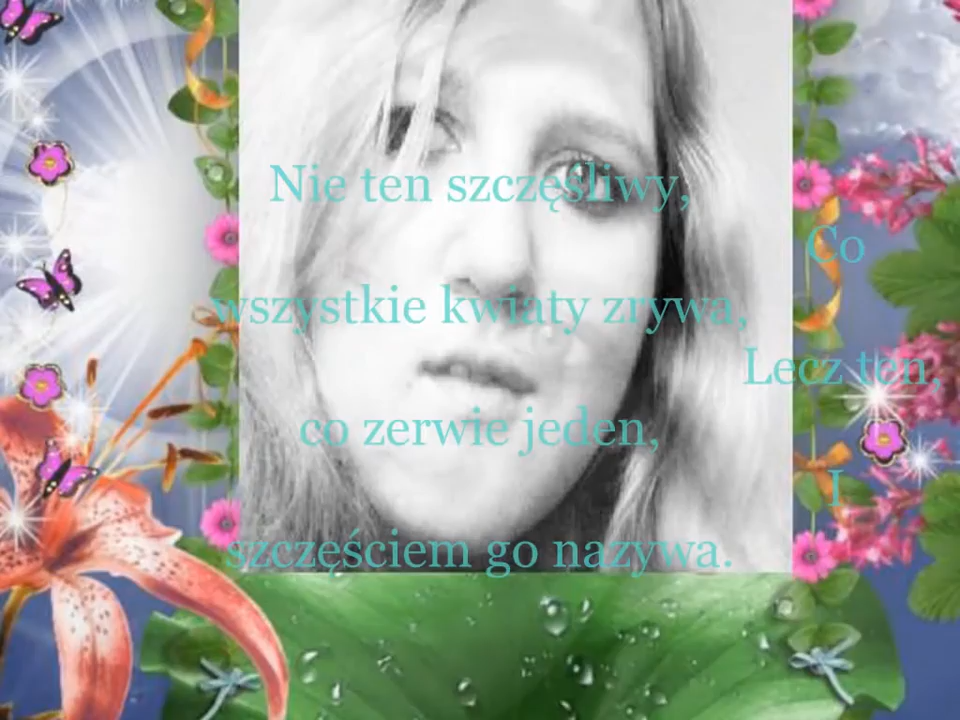 Nie ten szczęśliwy,
Co
wszystkie kwiaty zrywa,
Lecz ten,
co zerwie jeden,
I
szczęściem go nazywa.